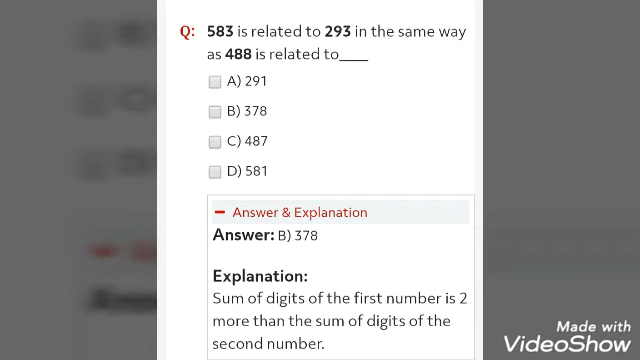 Q: 583 is related to 293 in the same way
as 488 is related to____
A) 291
B) 378
C) 487
D) 581
− Answer & Explanation
Answer: B) 378
Explanation:
Sum of digits of the first number is 2
more than the sum of digits of the
second number.
Made with
VideoShow